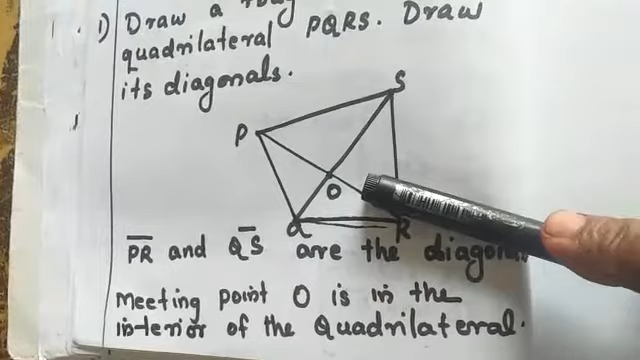 1) Draw a
quadrilateral PQRS. Draw
its diagonals.
S
P
O
Q
R
PR and QS are the
Meeting point O is in the
interior of the Quadrilateral.